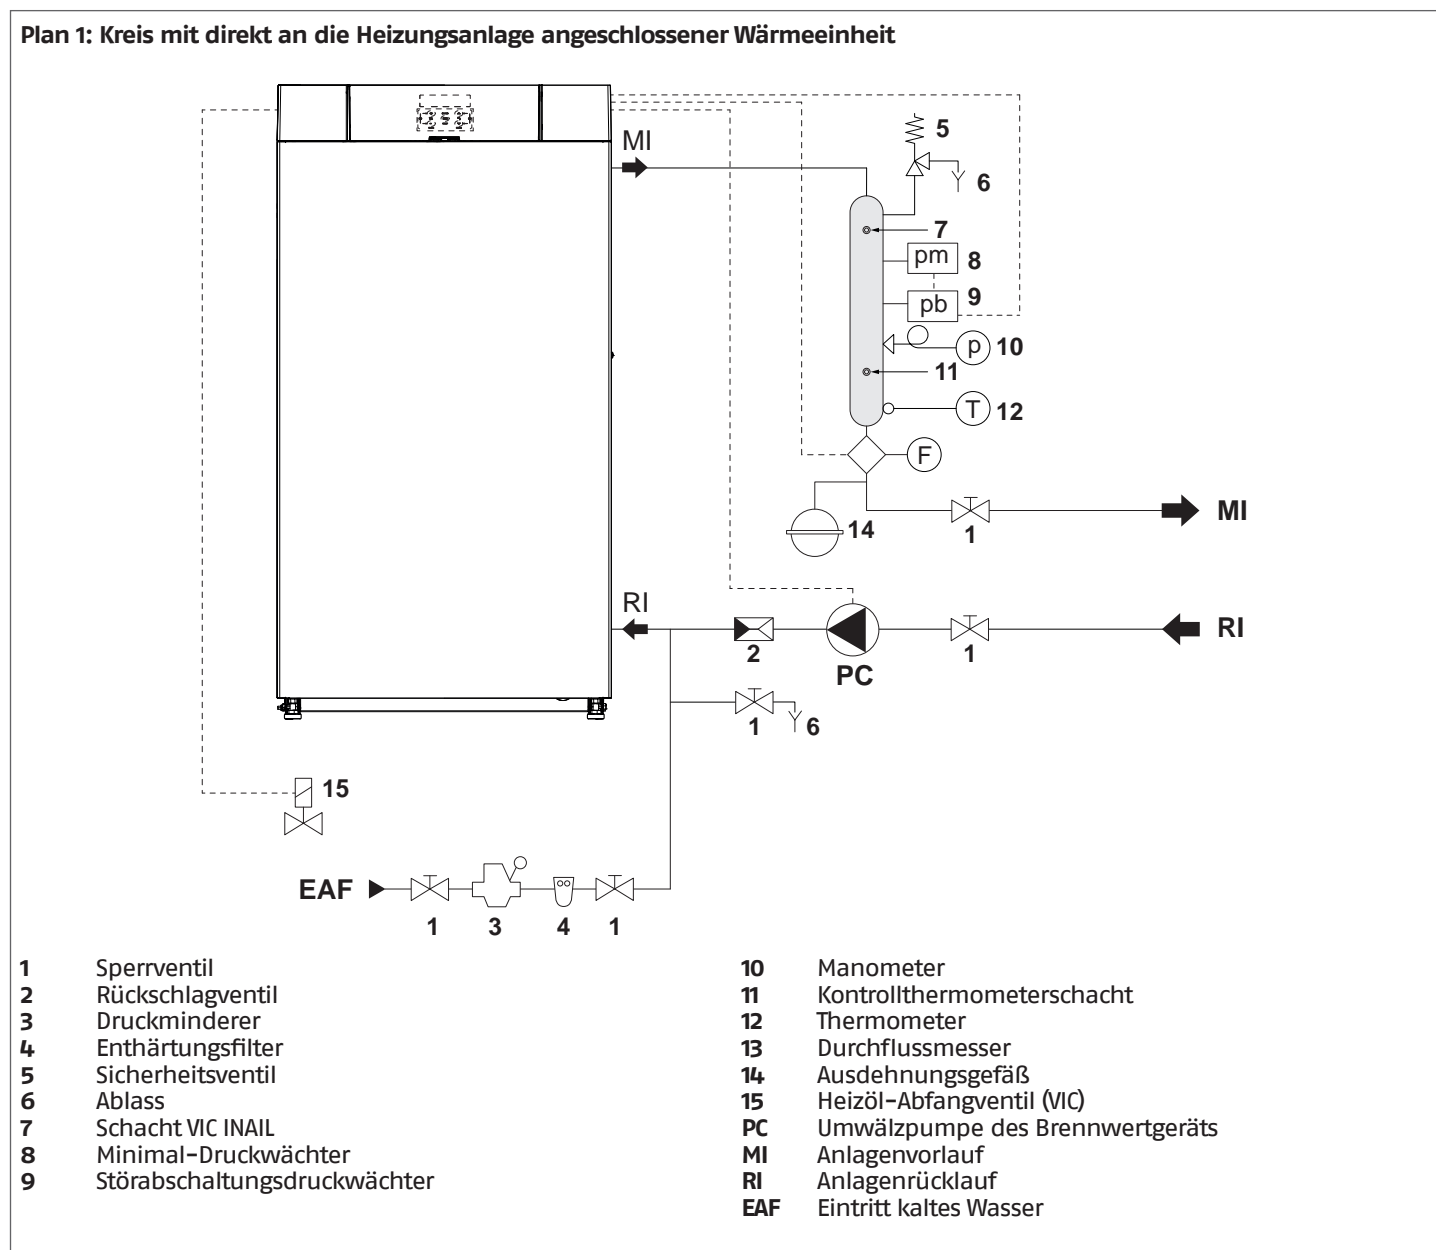 Plan 1: Kreis mit direkt an die Heizungsanlage angeschlossener Wärmeeinheit
MI
5
6
7
pm 8
pb 9
p 10
11
T 12
F
14
1
MI
RI
2
PC
1
RI
1
6
15
EAF
1
3
4
1
1 Sperrventil
2 Rückschlagventil
3 Druckminderer
4 Enthärtungsfilter
5 Sicherheitsventil
6 Ablass
7 Schacht VIC INAIL
8 Minimal-Druckwächter
9 Störabschaltungsdruckwächter
10 Manometer
11 Kontrollthermometerschacht
12 Thermometer
13 Durchflussmesser
14 Ausdehnungsgefäß
15 Heizöl-Abfangventil (VIC)
PC Umwälzpumpe des Brennwertgeräts
MI Anlagenvorlauf
RI Anlagenrücklauf
EAF Eintritt kaltes Wasser